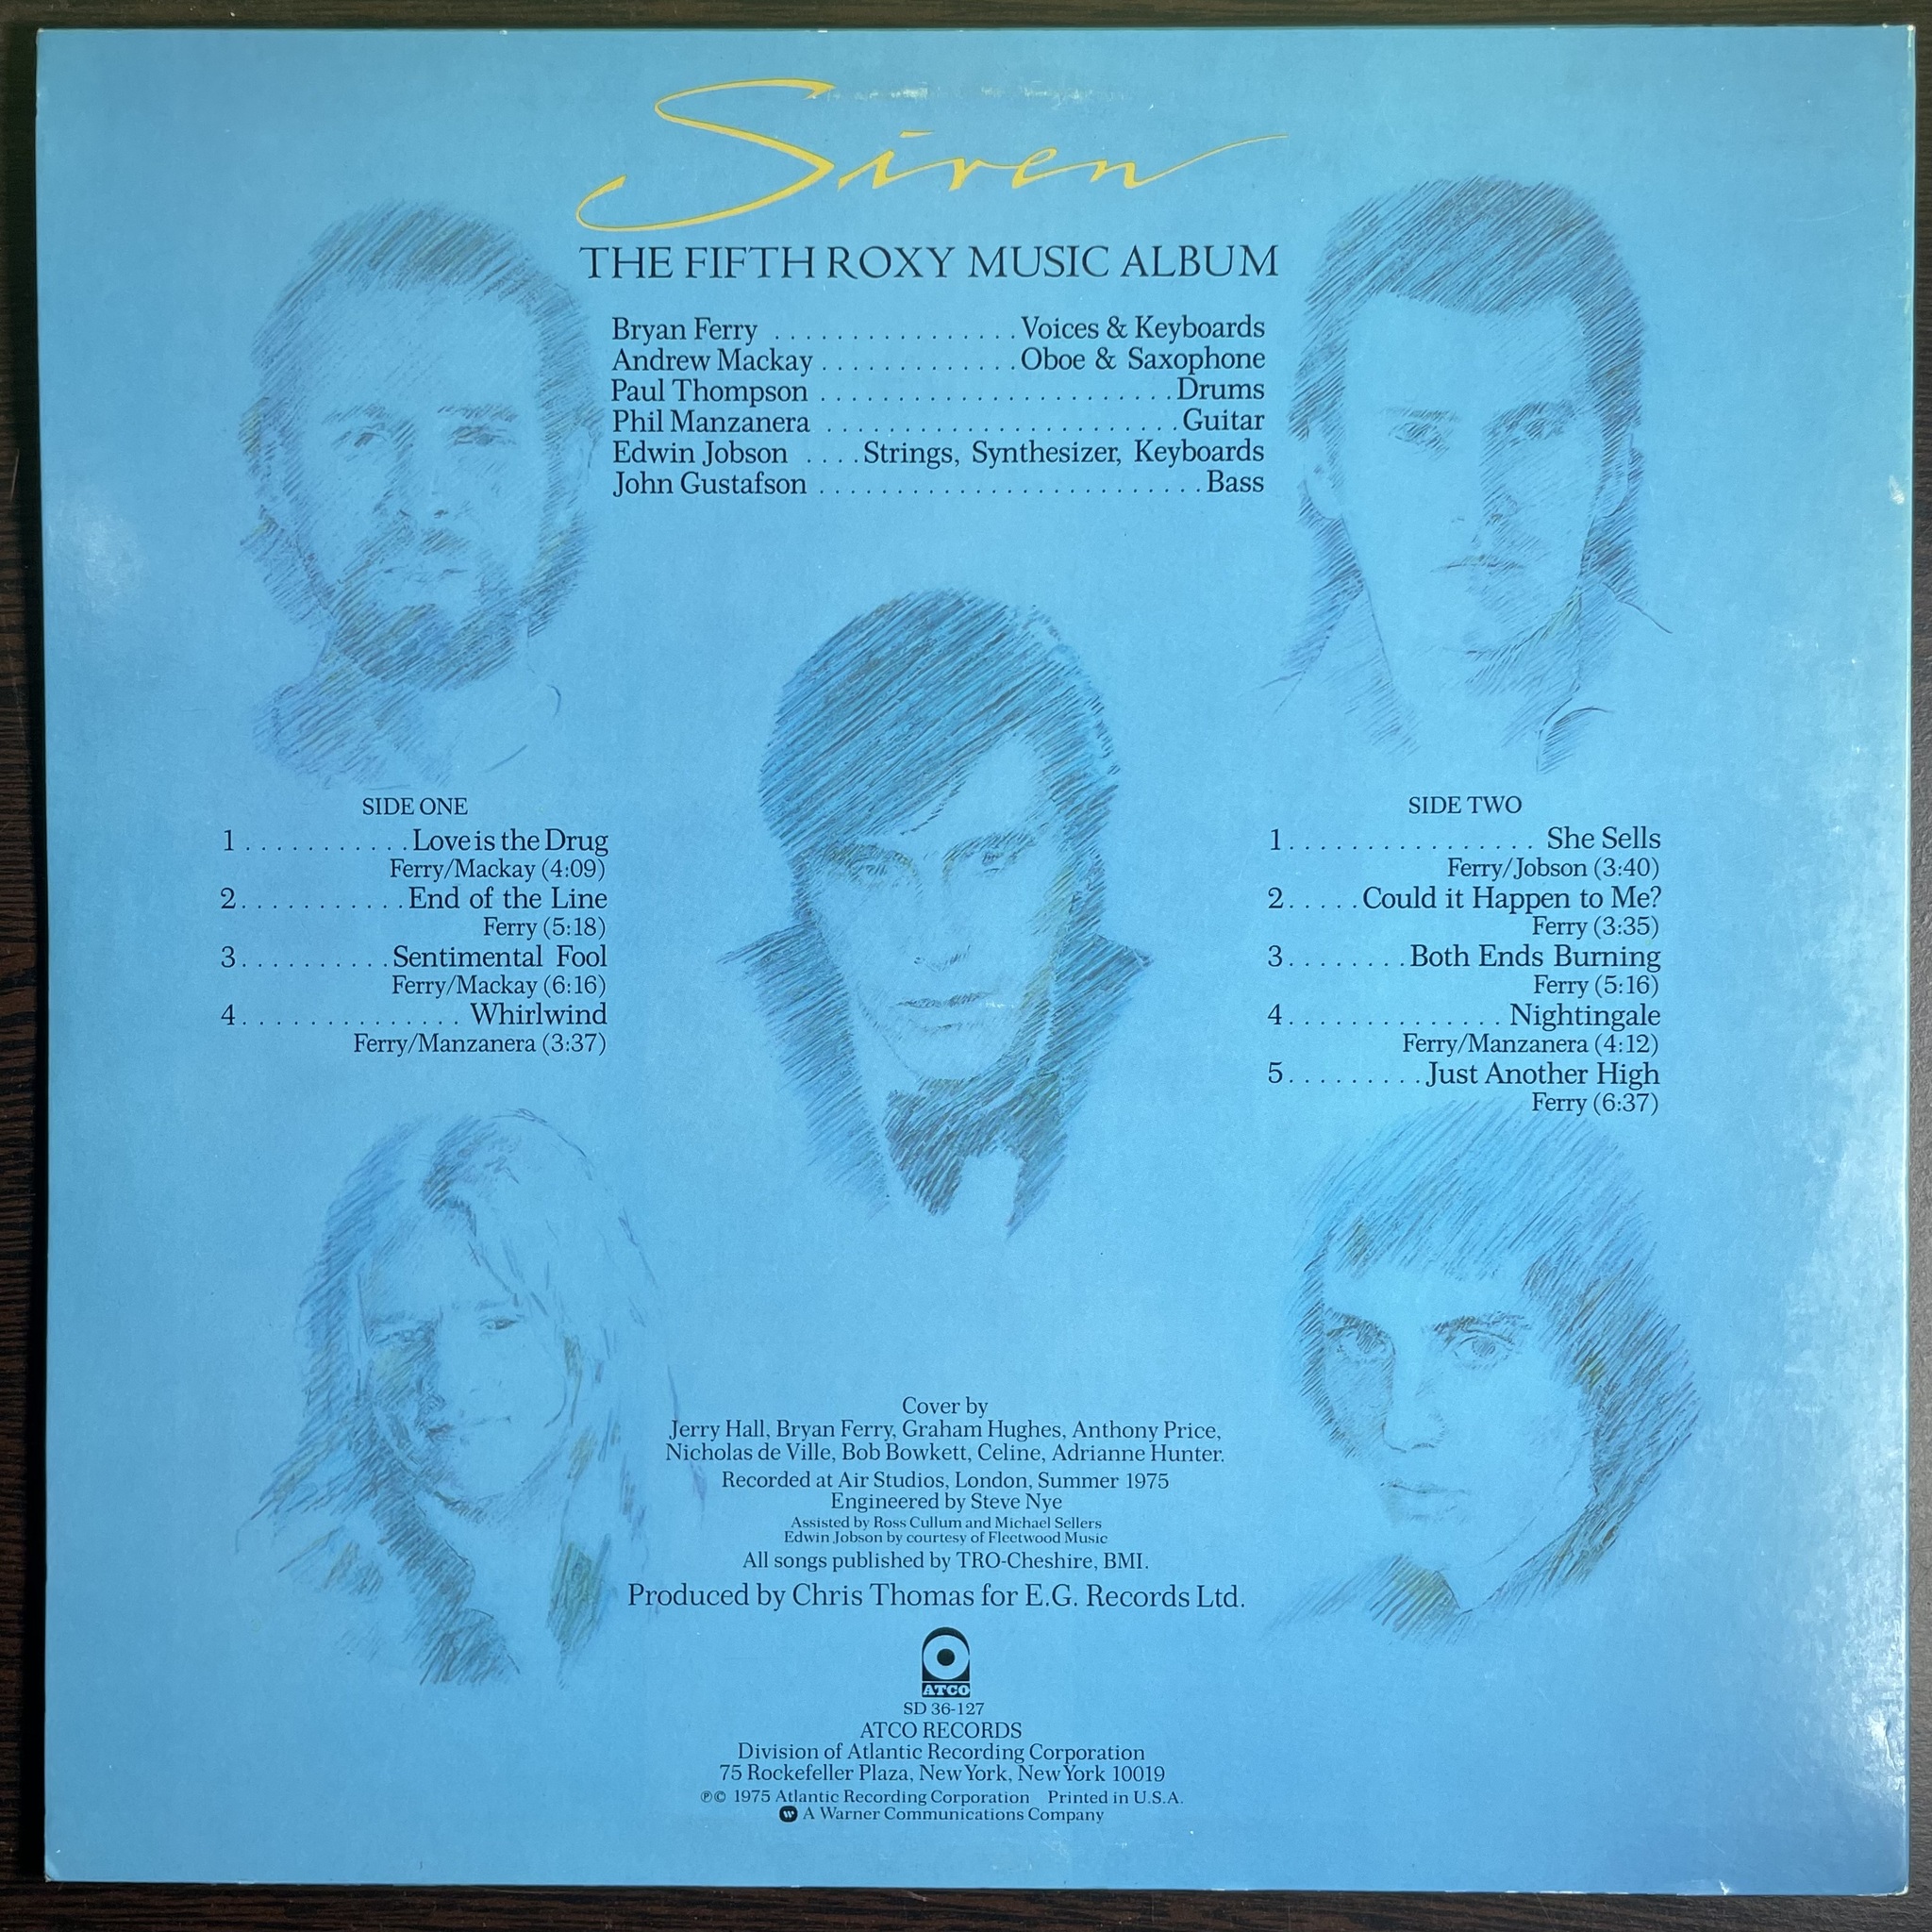 Siren
THE FIFTH ROXY MUSIC ALBUM
Bryan Ferry ................Voices & Keyboards
Andrew Mackay .............Oboe & Saxophone
Paul Thompson .......................Drums
Phil Manzanera .........................Guitar
Edwin Jobson ....Strings, Synthesizer, Keyboards
John Gustafson .........................Bass
SIDE ONE
1...........Love is the Drug
Ferry/Mackay (4:09)
2...........End of the Line
Ferry (5:18)
3..........Sentimental Fool
Ferry/Mackay (6:16)
4..............Whirlwind
Ferry/Manzanera (3:37)
SIDE TWO
1................She Sells
Ferry/Jobson (3:40)
2.....Could it Happen to Me?
Ferry (3:35)
3........Both Ends Burning
Ferry (5:16)
4..............Nightingale
Ferry/Manzanera (4:12)
5.........Just Another High
Ferry (6:37)
Cover by
Jerry Hall, Bryan Ferry, Graham Hughes, Anthony Price,
Nicholas de Ville, Bob Bowkett, Celine, Adrianne Hunter.
Recorded at Air Studios, London, Summer 1975
Engineered by Steve Nye
Assisted by Ross Cullum and Michael Sellers
Edwin Jobson by courtesy of Fleetwood Music
All songs published by TRO-Cheshire, BMI.
Produced by Chris Thomas for E.G. Records Ltd.
ATCO
SD 36-127
ATCO RECORDS
Division of Atlantic Recording Corporation
75 Rockefeller Plaza, New York, New York 10019
℗© 1975 Atlantic Recording Corporation Printed in U.S.A.
W A Warner Communications Company